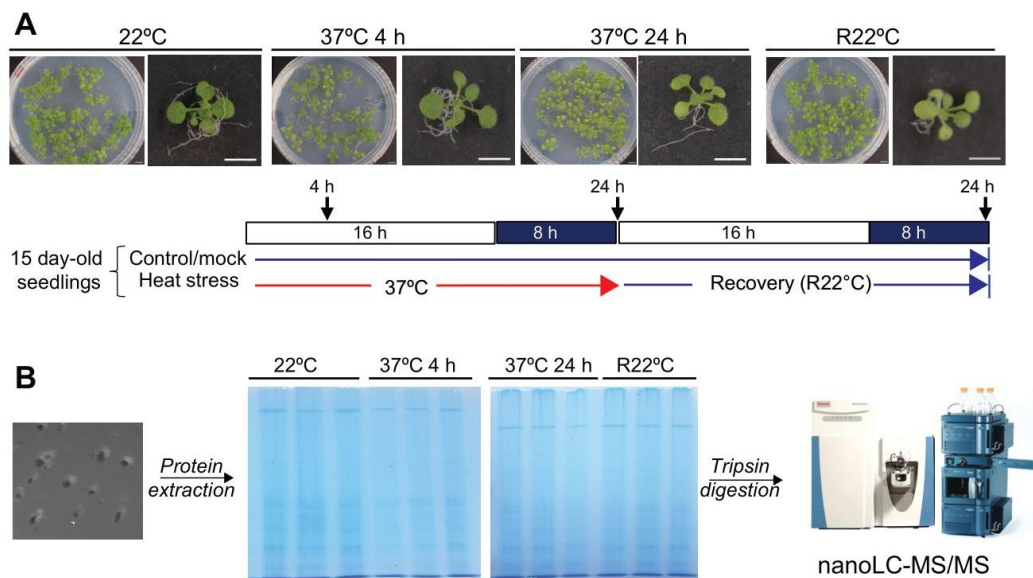 A
22ºC 37ºC 4 h 37ºC 24 h R22ºC
4 h 24 h 24 h
16 h 8 h 16 h 8 h
15 day-old
seedlings
Control/mock
Heat stress
37ºC Recovery (R22°C)
B
22ºC 37ºC 4 h 37ºC 24 h R22ºC
Protein
extraction
Tripsin
digestion
nanoLC-MS/MS